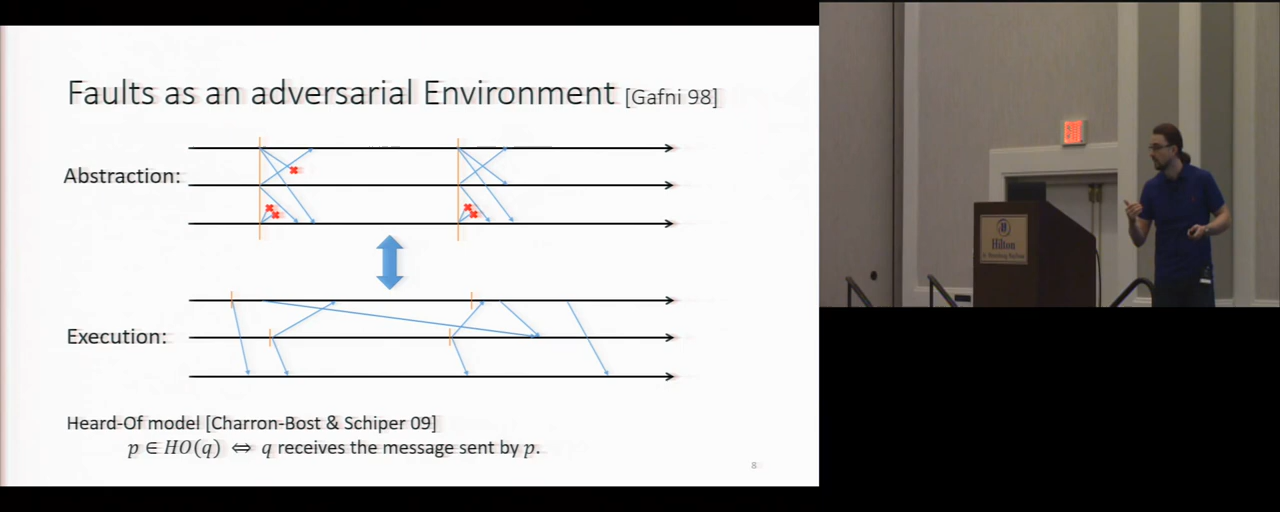 Faults as an adversarial Environment [Gafni 98]
Abstraction:
Execution:
Heard-Of model [Charron-Bost & Schiper 09]
p ∈ HO(q) ⇔ q receives the message sent by p.
8
Hilton